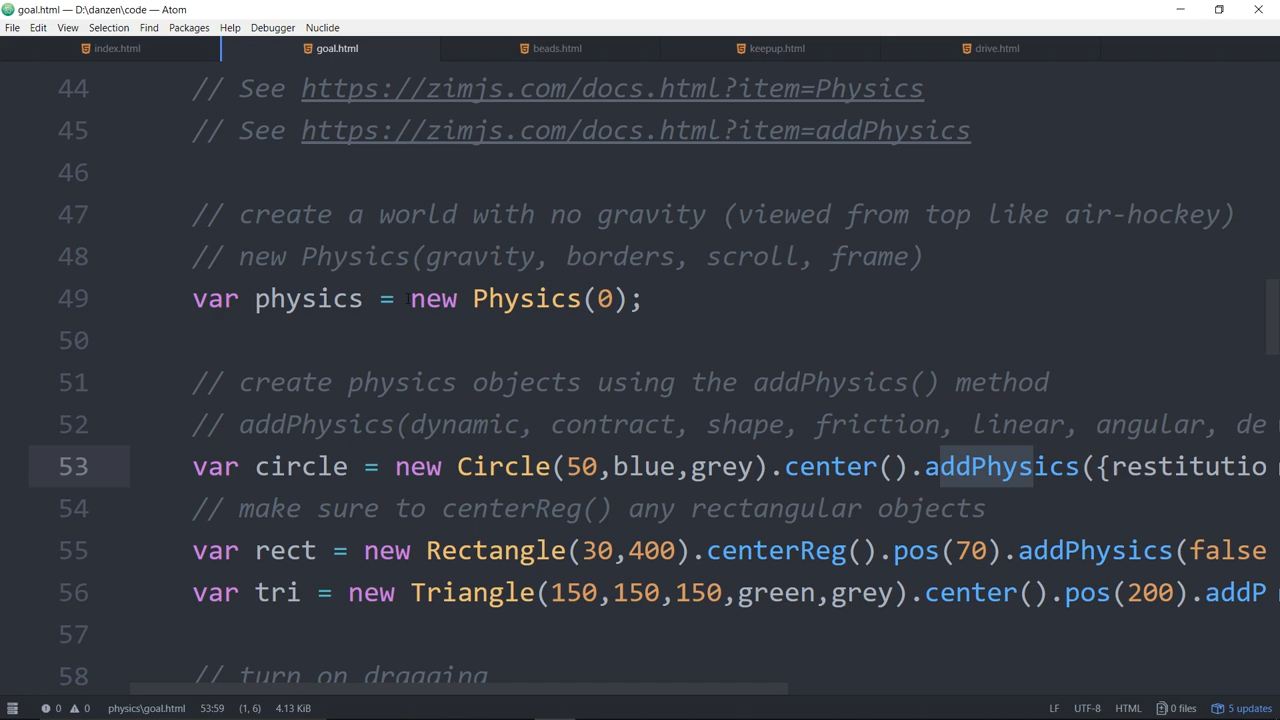 goal.html — D:\danzen\code — Atom
File Edit View Selection Find Packages Help Debugger Nuclide
index.html goal.html beads.html keepup.html drive.html
44 // See https://zimjs.com/docs.html?item=Physics
45 // See https://zimjs.com/docs.html?item=addPhysics
46
47 // create a world with no gravity (viewed from top like air-hockey)
48 // new Physics(gravity, borders, scroll, frame)
49 var physics = new Physics(0);
50
51 // create physics objects using the addPhysics() method
52 // addPhysics(dynamic, contract, shape, friction, linear, angular, de
53 var circle = new Circle(50,blue,grey).center().addPhysics({restitutio
54 // make sure to centerReg() any rectangular objects
55 var rect = new Rectangle(30,400).centerReg().pos(70).addPhysics(false
56 var tri = new Triangle(150,150,150,green,grey).center().pos(200).addP
57
58 // turn on dragging
0 0 physics\goal.html 53:59 (1, 6) 4.13 KiB LF UTF-8 HTML 0 files 5 updates